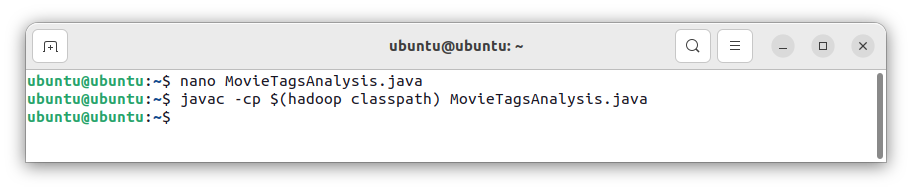 ubuntu@ubuntu: ~
ubuntu@ubuntu:~$ nano MovieTagsAnalysis.java
ubuntu@ubuntu:~$ javac -cp $(hadoop classpath) MovieTagsAnalysis.java
ubuntu@ubuntu:~$